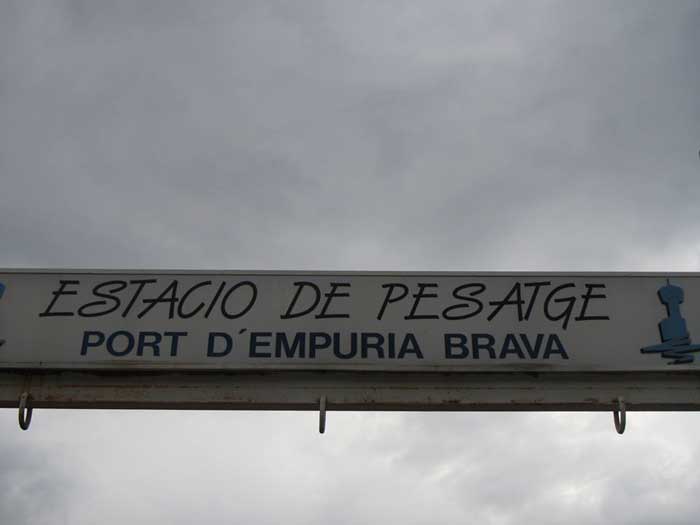 ESTACIO DE PESATGE
PORT D´EMPURIA BRAVA